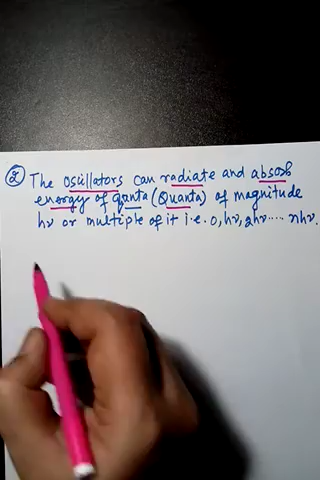 ② The oscillators can radiate and absorb
energy of qunta (Quanta) of magnitude
hν or multiple of it i.e. 0, hν, 2hν.... nhν.